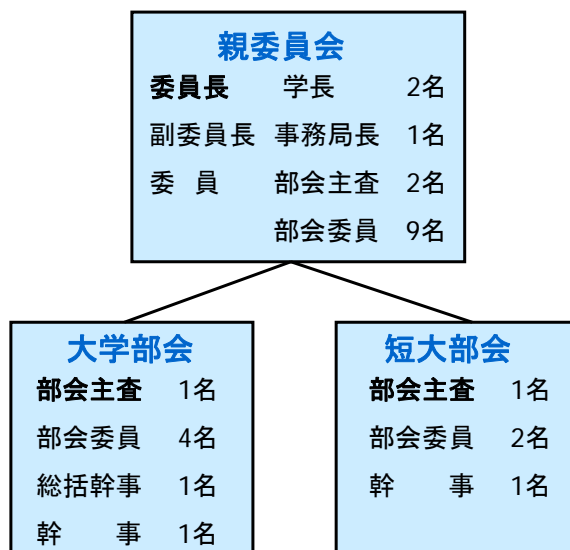 親委員会
委員長 学長 2名
副委員長 事務局長 1名
委 員 部会主査 2名
部会委員 9名
大学部会
部会主査 1名
部会委員 4名
総括幹事 1名
幹 事 1名
短大部会
部会主査 1名
部会委員 2名
幹 事 1名